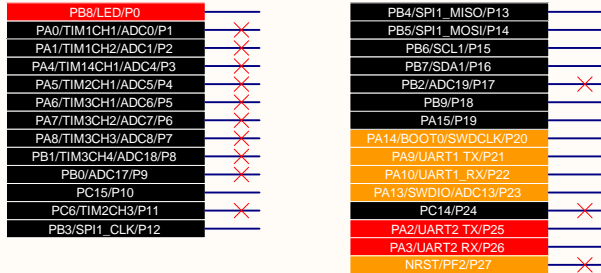 PB8/LED/P0
PA0/TIM1CH1/ADC0/P1
PA1/TIM1CH2/ADC1/P2
PA4/TIM14CH1/ADC4/P3
PA5/TIM2CH1/ADC5/P4
PA6/TIM3CH1/ADC6/P5
PA7/TIM3CH2/ADC7/P6
PA8/TIM3CH3/ADC8/P7
PB1/TIM3CH4/ADC18/P8
PB0/ADC17/P9
PC15/P10
PC6/TIM2CH3/P11
PB3/SPI1_CLK/P12
PB4/SPI1_MISO/P13
PB5/SPI1_MOSI/P14
PB6/SCL1/P15
PB7/SDA1/P16
PB2/ADC19/P17
PB9/P18
PA15/P19
PA14/BOOT0/SWDCLK/P20
PA9/UART1 TX/P21
PA10/UART1_RX/P22
PA13/SWDIO/ADC13/P23
PC14/P24
PA2/UART2 TX/P25
PA3/UART2 RX/P26
NRST/PF2/P27